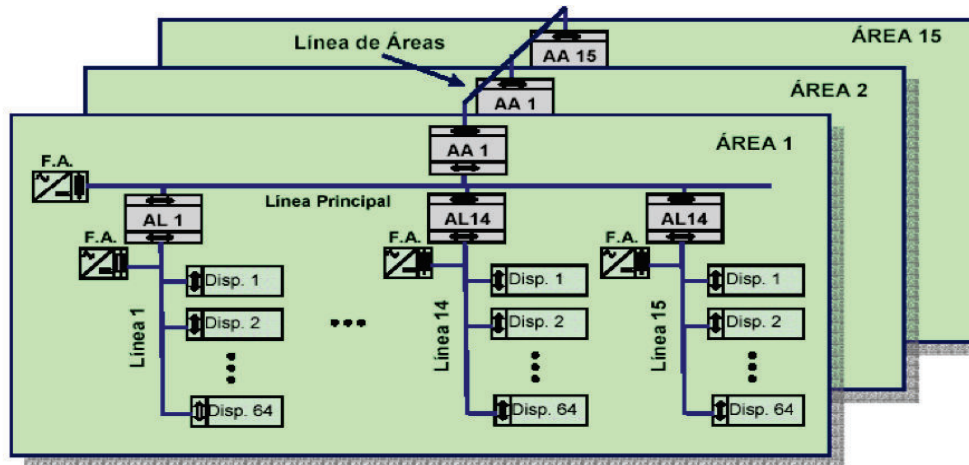 ÁREA 15
Línea de Áreas
AA 15
ÁREA 2
AA 1
ÁREA 1
AA 1
F.A.
Línea Principal
AL 1
AL14
AL14
F.A.
F.A.
F.A.
Línea 1
Disp. 1
Disp. 2
Disp. 64
Línea 14
Disp. 1
Disp. 2
Disp. 64
Línea 15
Disp. 1
Disp. 2
Disp. 64